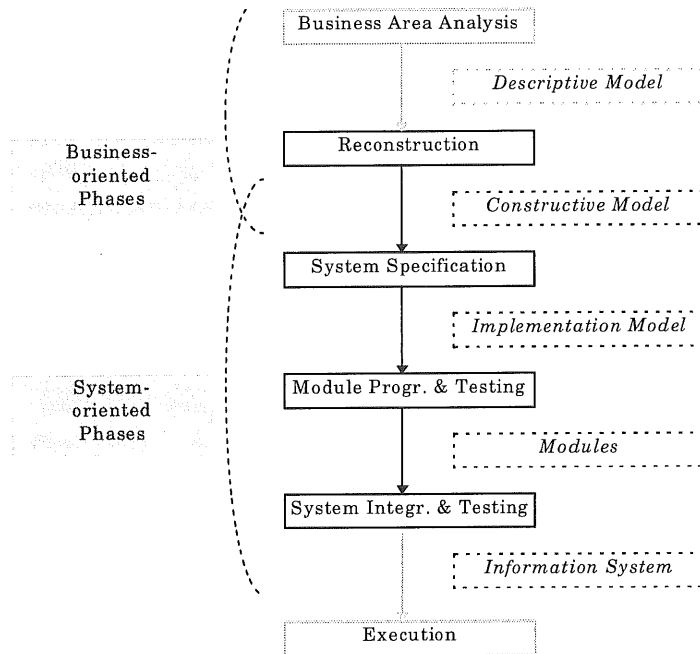 Business Area Analysis
Descriptive Model
Reconstruction
Business-
oriented
Phases
Constructive Model
System Specification
Implementation Model
Module Progr. & Testing
System-
oriented
Phases
Modules
System Integr. & Testing
Information System
Execution